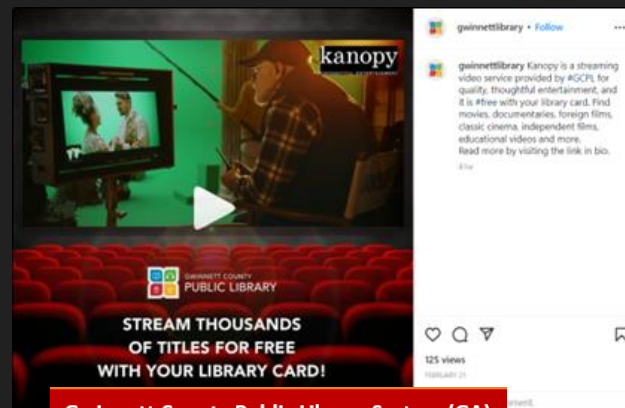 kanopy
GWINNETT COUNTY
PUBLIC LIBRARY
STREAM THOUSANDS
OF TITLES FOR FREE
WITH YOUR LIBRARY CARD!
gwinnettlibrary • Follow
gwinnettlibrary Kanopy is a streaming
video service provided by #GCPL for
quality, thoughtful entertainment, and
it is #free with your library card. Find
movies, documentaries, foreign films,
classic cinema, independent films,
educational videos and more.
Read more by visiting the link in bio.
125 views
FEBRUARY 21